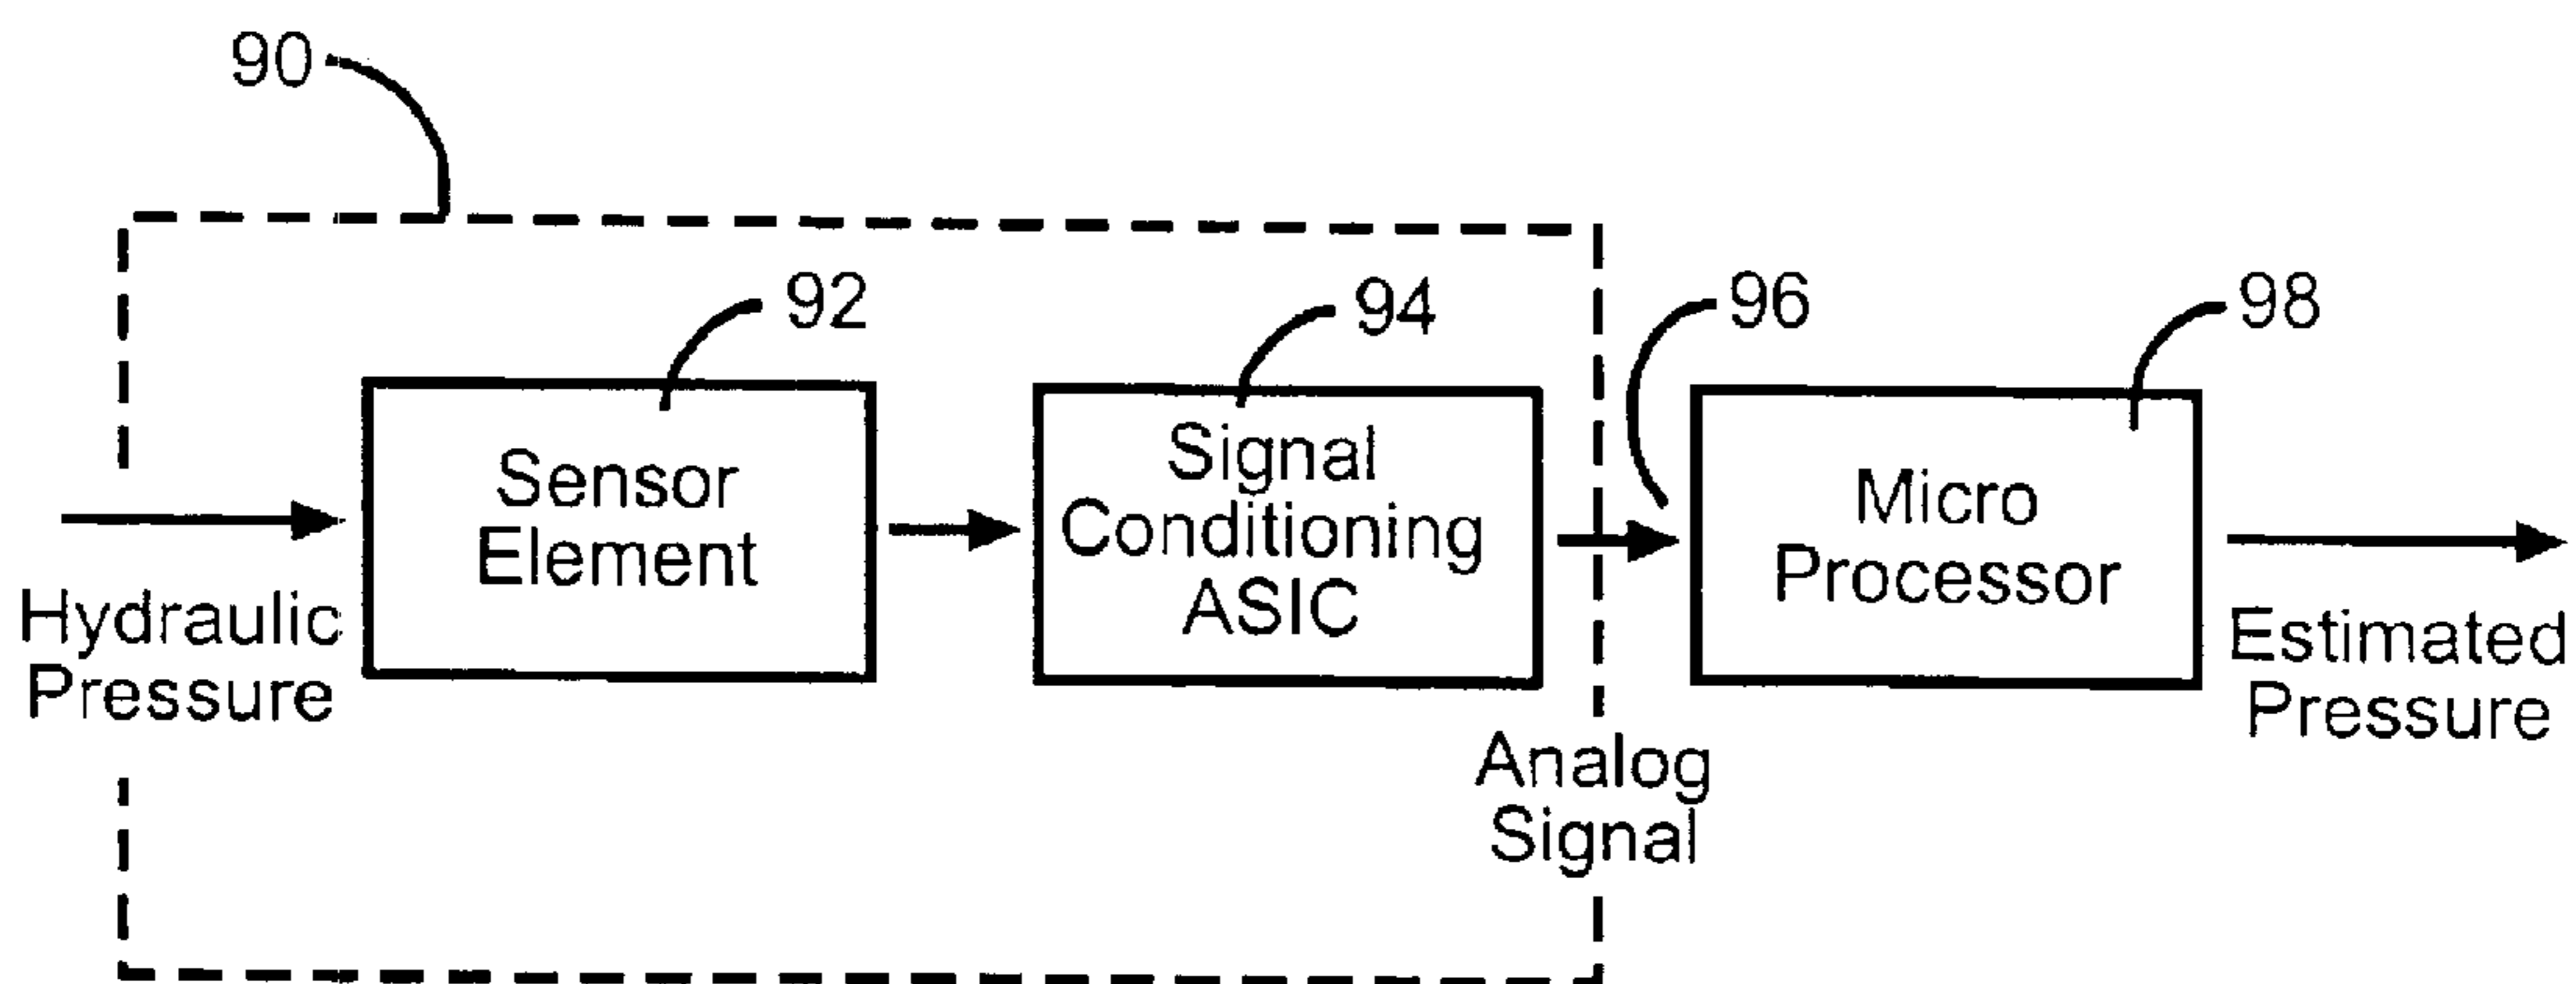 90
92
94
96
98
Sensor
Element
Signal
Conditioning
ASIC
Micro
Processor
Hydraulic
Pressure
Analog
Signal
Estimated
Pressure